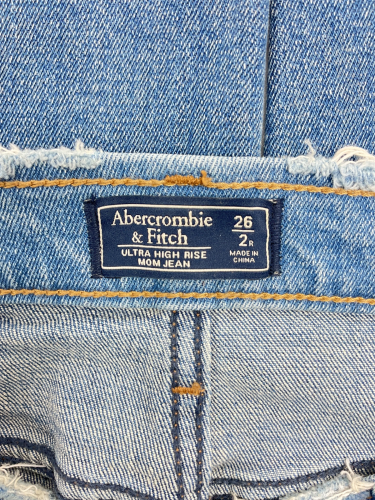 Abercrombie
& Fitch
ULTRA HIGH RISE
MOM JEAN
26
2R
MADE IN
CHINA